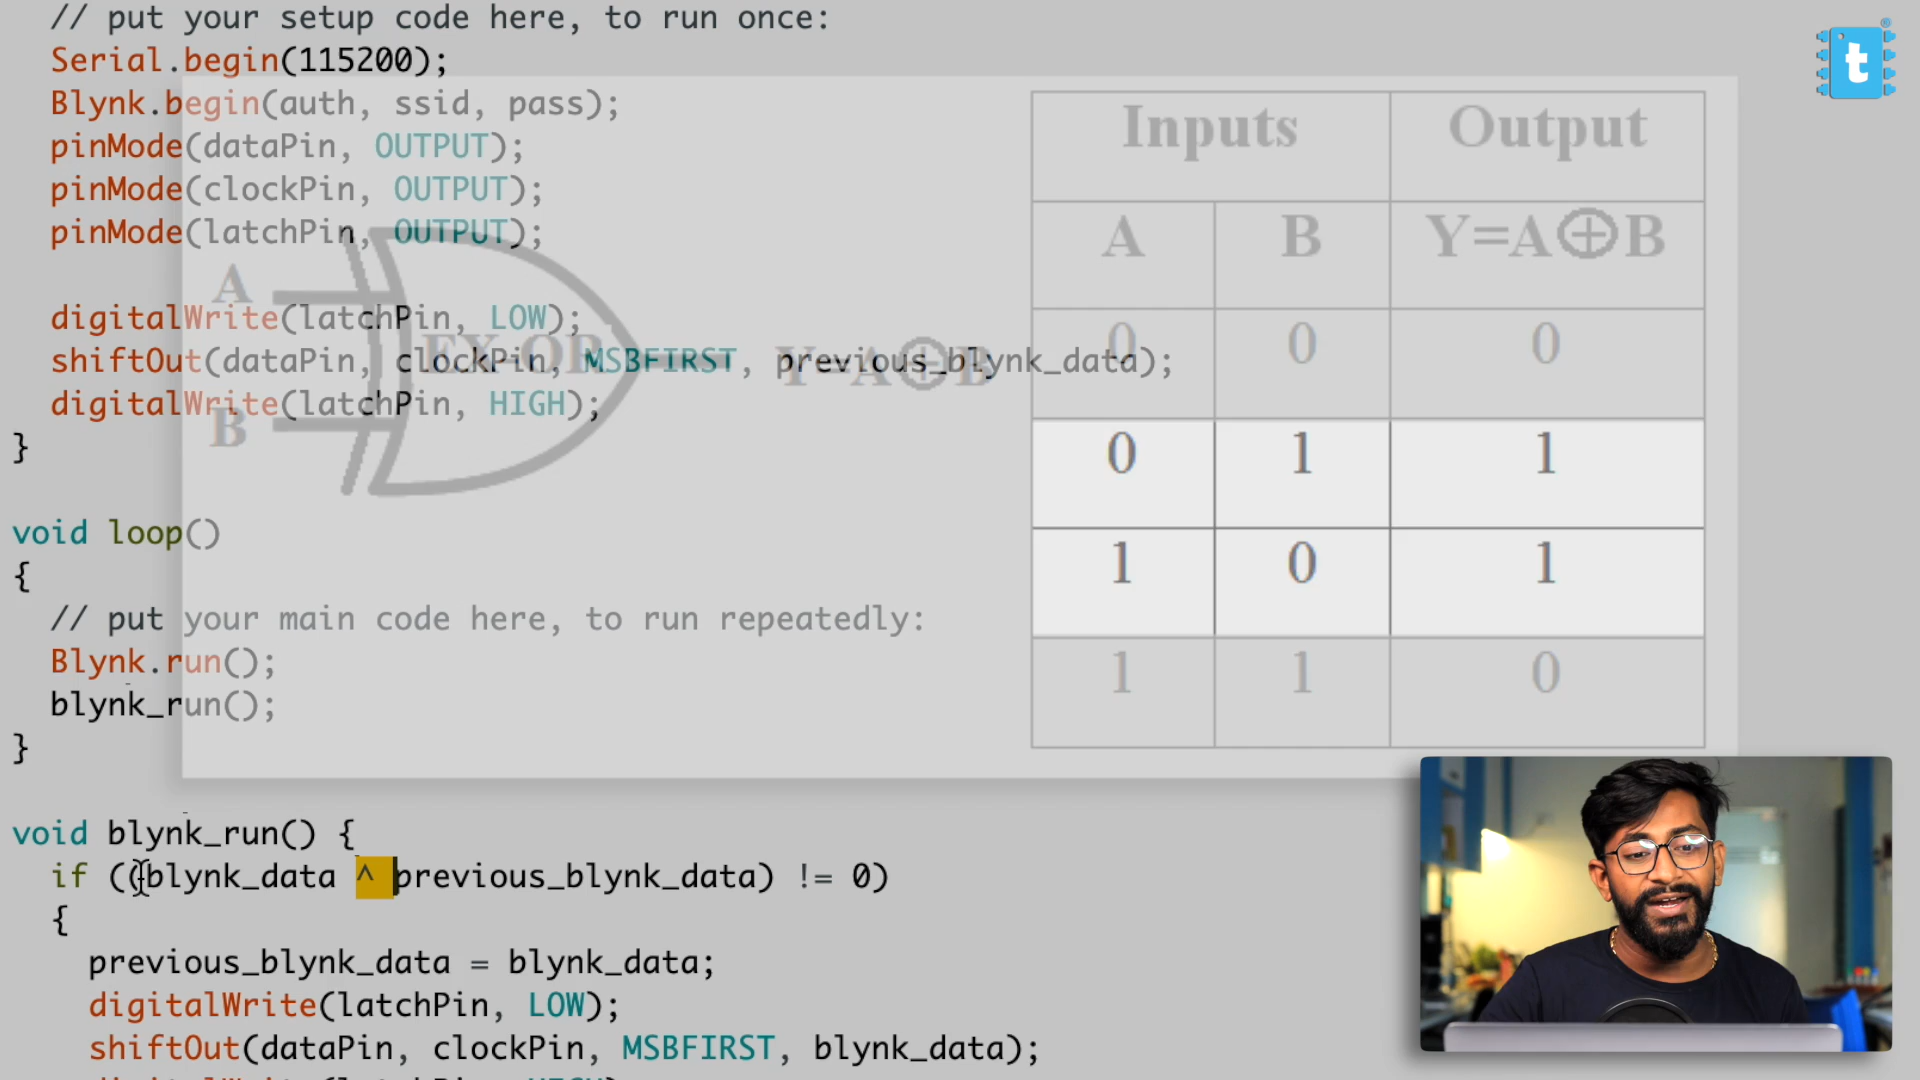 // put your setup code here, to run once:
Serial.begin(115200);
Blynk.begin(auth, ssid, pass);
pinMode(dataPin, OUTPUT);
pinMode(clockPin, OUTPUT);
pinMode(latchPin, OUTPUT);
digitalWrite(latchPin, LOW);
shiftOut(dataPin, clockPin, MSBFIRST, previous_blynk_data);
digitalWrite(latchPin, HIGH);
}
void loop()
{
// put your main code here, to run repeatedly:
Blynk.run();
blynk_run();
}
void blynk_run() {
if ((blynk_data ^ previous_blynk_data) != 0)
{
previous_blynk_data = blynk_data;
digitalWrite(latchPin, LOW);
shiftOut(dataPin, clockPin, MSBFIRST, blynk_data);
A
B
EX-OR
Y=A⊕B
Inputs Output
A B Y=A⊕B
0 0 0
0 1 1
1 0 1
1 1 0
t